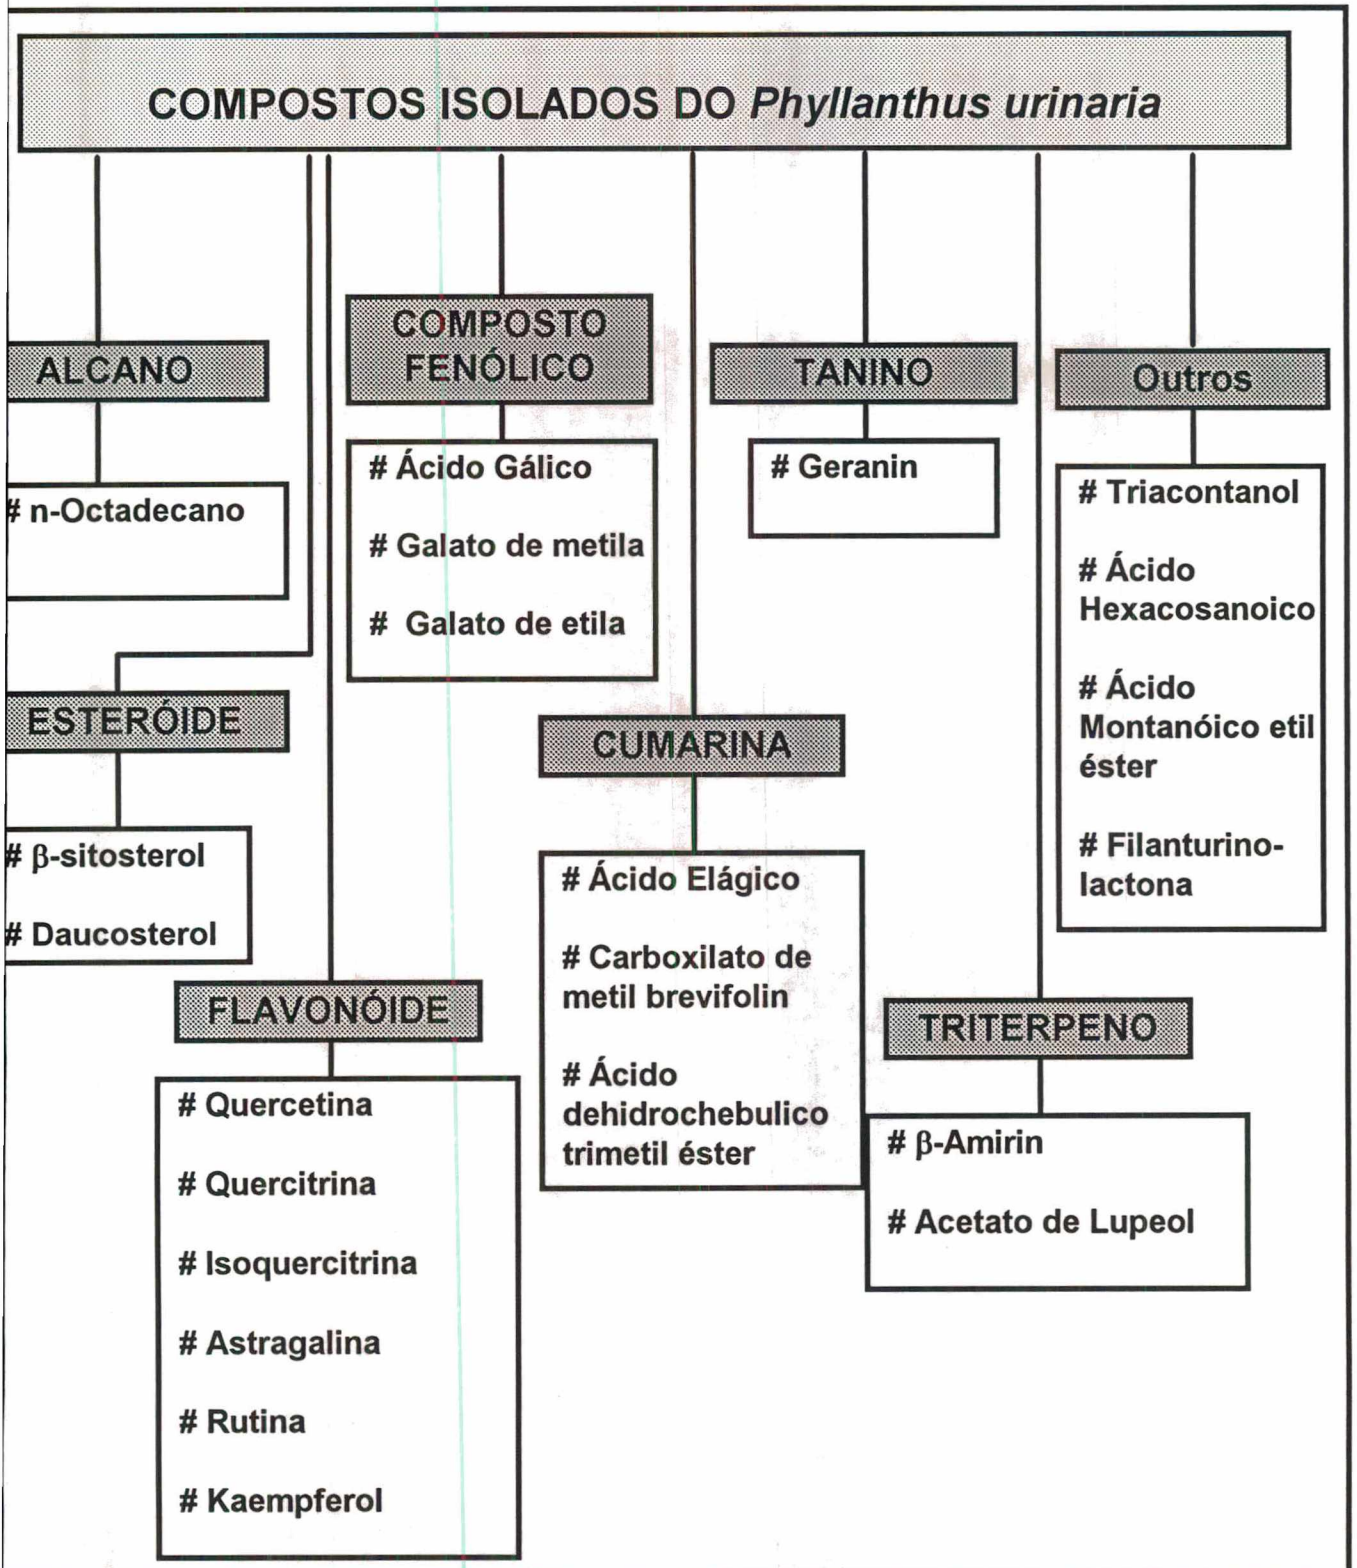 COMPOSTOS ISOLADOS DO Phyllanthus urinaria
ALCANO
# n-Octadecano
ESTERÓIDE
# β-sitosterol
# Daucosterol
FLAVONÓIDE
# Quercetina
# Quercitrina
# Isoquercitrina
# Astragalina
# Rutina
# Kaempferol
COMPOSTO
FENÓLICO
# Ácido Gálico
# Galato de metila
# Galato de etila
CUMARINA
# Ácido Elágico
# Carboxilato de
metil brevifolin
# Ácido
dehidrochebulico
trimetil éster
TANINO
# Geranin
TRITERPENO
# β-Amirin
# Acetato de Lupeol
Outros
# Triacontanol
# Ácido
Hexacosanoico
# Ácido
Montanóico etil
éster
# Filanturino-
lactona